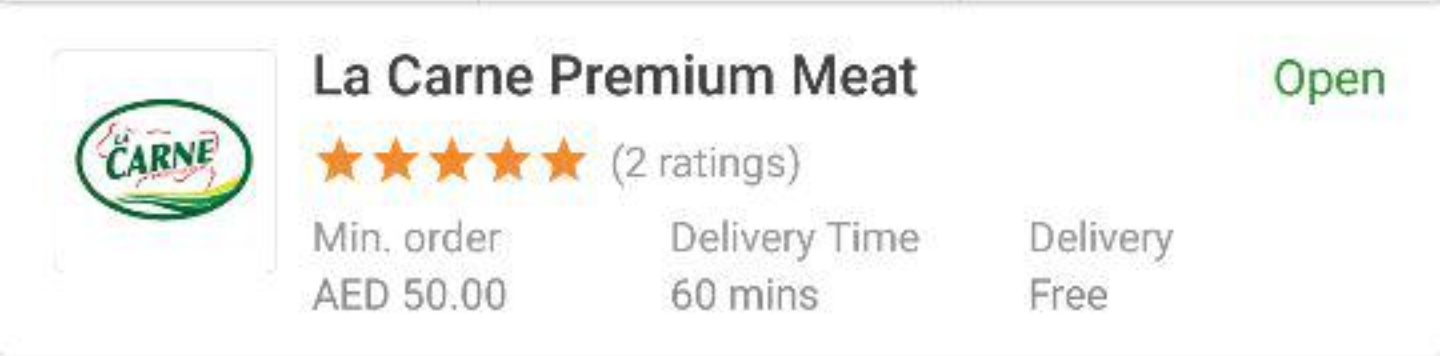 La Carne Premium Meat
Open
LA
CARNE
(2 ratings)
Min. order
Delivery Time
Delivery
AED 50.00
60 mins
Free